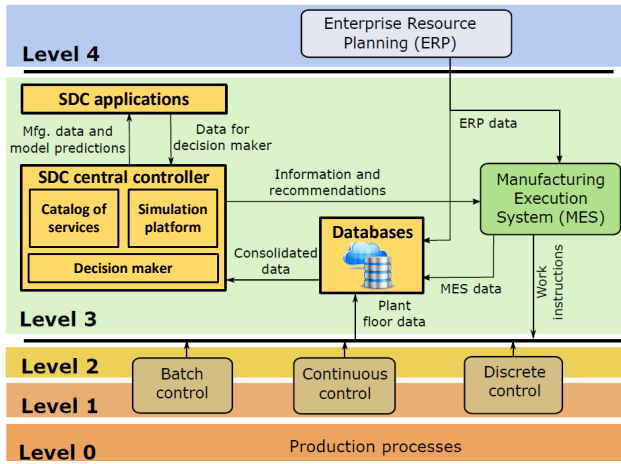 Enterprise Resource
Planning (ERP)
Level 4
SDC applications
ERP data
Mfg. data and
model predictions
Data for
decision maker
SDC central controller
Information and
recommendations
Manufacturing
Execution
System (MES)
Catalog of
services
Simulation
platform
Databases
Consolidated
data
Decision maker
MES data
Work
instructions
Plant
floor data
Level 3
Level 2
Batch
control
Continuous
control
Discrete
control
Level 1
Level 0
Production processes